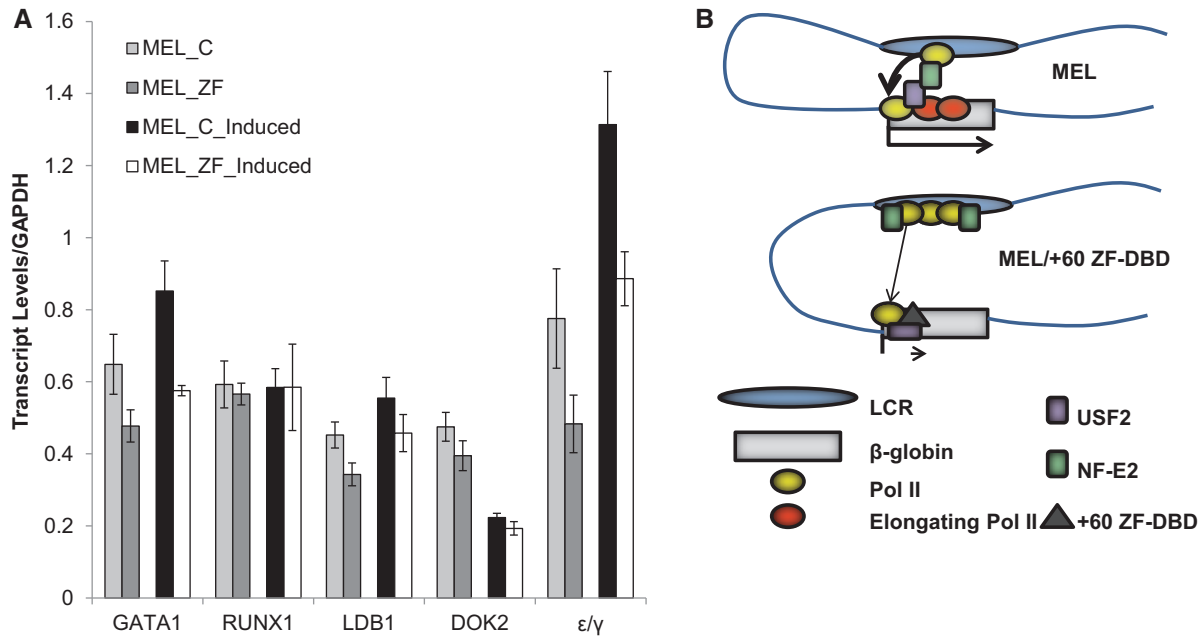 A
Transcript Levels/GAPDH
1.6
1.4
1.2
1
0.8
0.6
0.4
0.2
0
MEL_C
MEL_ZF
MEL_C_Induced
MEL_ZF_Induced
GATA1 RUNX1 LDB1 DOK2 ε/γ
B
MEL
MEL/+60 ZF-DBD
LCR
β-globin
Pol II
Elongating Pol II
USF2
NF-E2
+60 ZF-DBD